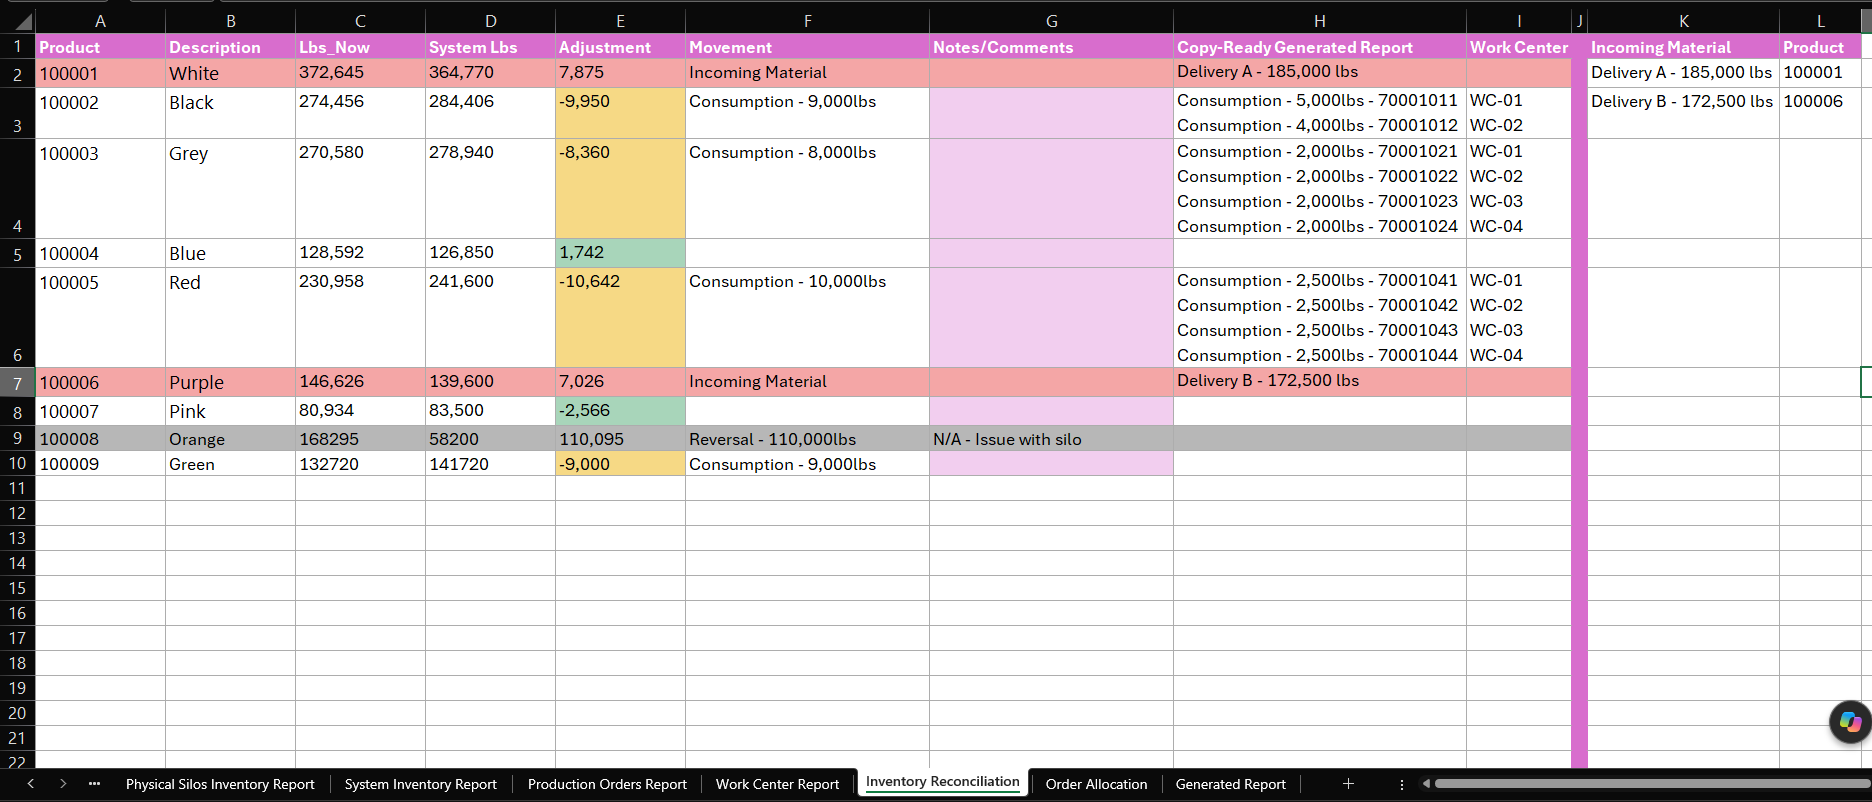 A B C D E F G H I J K L
1 Product Description Lbs_Now System Lbs Adjustment Movement Notes/Comments Copy-Ready Generated Report Work Center Incoming Material Product
2 100001 White 372,645 364,770 7,875 Incoming Material Delivery A - 185,000 lbs Delivery A - 185,000 lbs 100001
3 100002 Black 274,456 284,406 -9,950 Consumption - 9,000lbs Consumption - 5,000lbs - 70001011 WC-01 Delivery B - 172,500 lbs 100006
Consumption - 4,000lbs - 70001012 WC-02
4 100003 Grey 270,580 278,940 -8,360 Consumption - 8,000lbs Consumption - 2,000lbs - 70001021 WC-01
Consumption - 2,000lbs - 70001022 WC-02
Consumption - 2,000lbs - 70001023 WC-03
Consumption - 2,000lbs - 70001024 WC-04
5 100004 Blue 128,592 126,850 1,742
6 100005 Red 230,958 241,600 -10,642 Consumption - 10,000lbs Consumption - 2,500lbs - 70001041 WC-01
Consumption - 2,500lbs - 70001042 WC-02
Consumption - 2,500lbs - 70001043 WC-03
Consumption - 2,500lbs - 70001044 WC-04
7 100006 Purple 146,626 139,600 7,026 Incoming Material Delivery B - 172,500 lbs
8 100007 Pink 80,934 83,500 -2,566
9 100008 Orange 168295 58200 110,095 Reversal - 110,000lbs N/A - Issue with silo
10 100009 Green 132720 141720 -9,000 Consumption - 9,000lbs
11
12
13
14
15
16
17
18
19
20
21
22
Physical Silos Inventory Report System Inventory Report Production Orders Report Work Center Report Inventory Reconciliation Order Allocation Generated Report